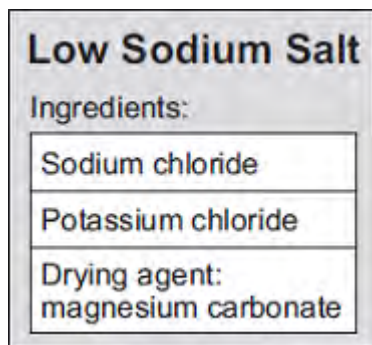 Low Sodium Salt
Ingredients:
Sodium chloride
Potassium chloride
Drying agent:
magnesium carbonate